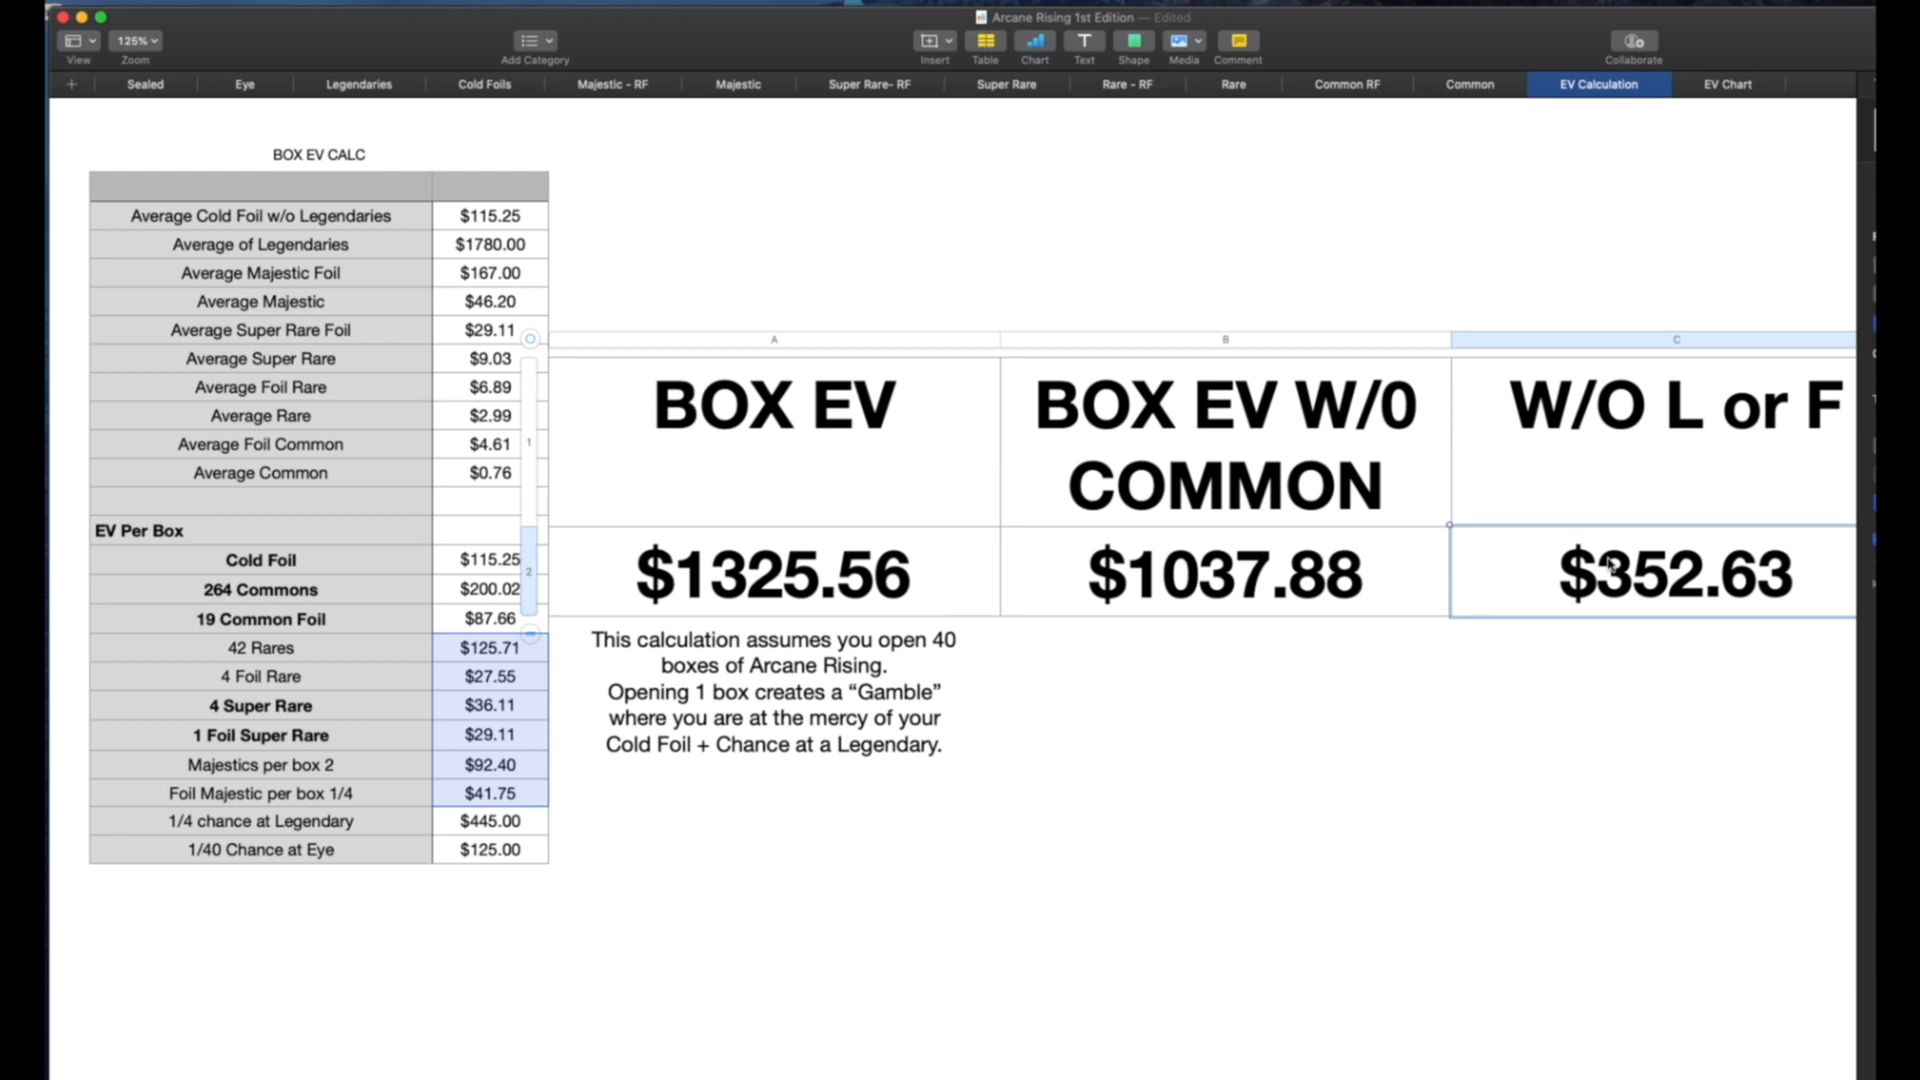 Arcane Rising 1st Edition — Edited
125%
View
Zoom
Add Category
Insert
Table
Chart
Text
Shape
Media
Comment
Collaborate
Sealed
Eye
Legendaries
Cold Foils
Majestic - RF
Majestic
Super Rare- RF
Super Rare
Rare - RF
Rare
Common RF
Common
EV Calculation
EV Chart
BOX EV CALC
Average Cold Foil w/o Legendaries $115.25
Average of Legendaries $1780.00
Average Majestic Foil $167.00
Average Majestic $46.20
Average Super Rare Foil $29.11
Average Super Rare $9.03
Average Foil Rare $6.89
Average Rare $2.99
Average Foil Common $4.61
Average Common $0.76
EV Per Box
Cold Foil $115.25
264 Commons $200.02
19 Common Foil $87.66
42 Rares $125.71
4 Foil Rare $27.55
4 Super Rare $36.11
1 Foil Super Rare $29.11
Majestics per box 2 $92.40
Foil Majestic per box 1/4 $41.75
1/4 chance at Legendary $445.00
1/40 Chance at Eye $125.00
A
B
C
1
2
BOX EV
BOX EV W/0
COMMON
W/O L or F
$1325.56
$1037.88
$352.63
This calculation assumes you open 40
boxes of Arcane Rising.
Opening 1 box creates a “Gamble”
where you are at the mercy of your
Cold Foil + Chance at a Legendary.